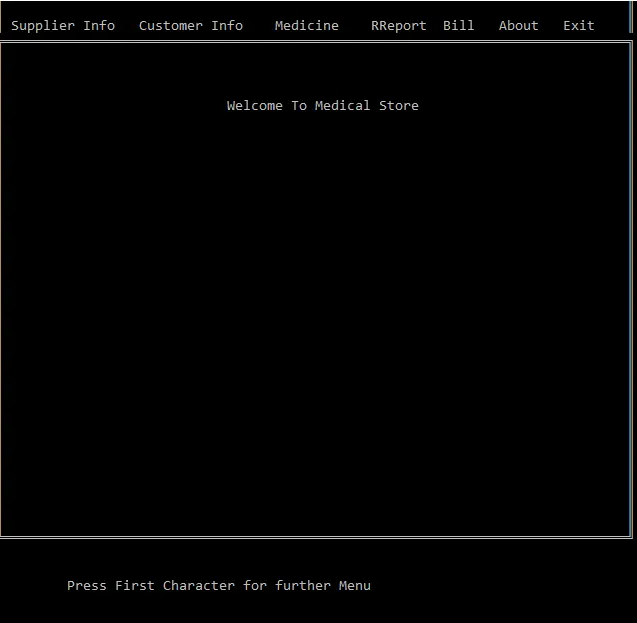 Supplier Info Customer Info Medicine RReport Bill About Exit
Welcome To Medical Store
Press First Character for further Menu